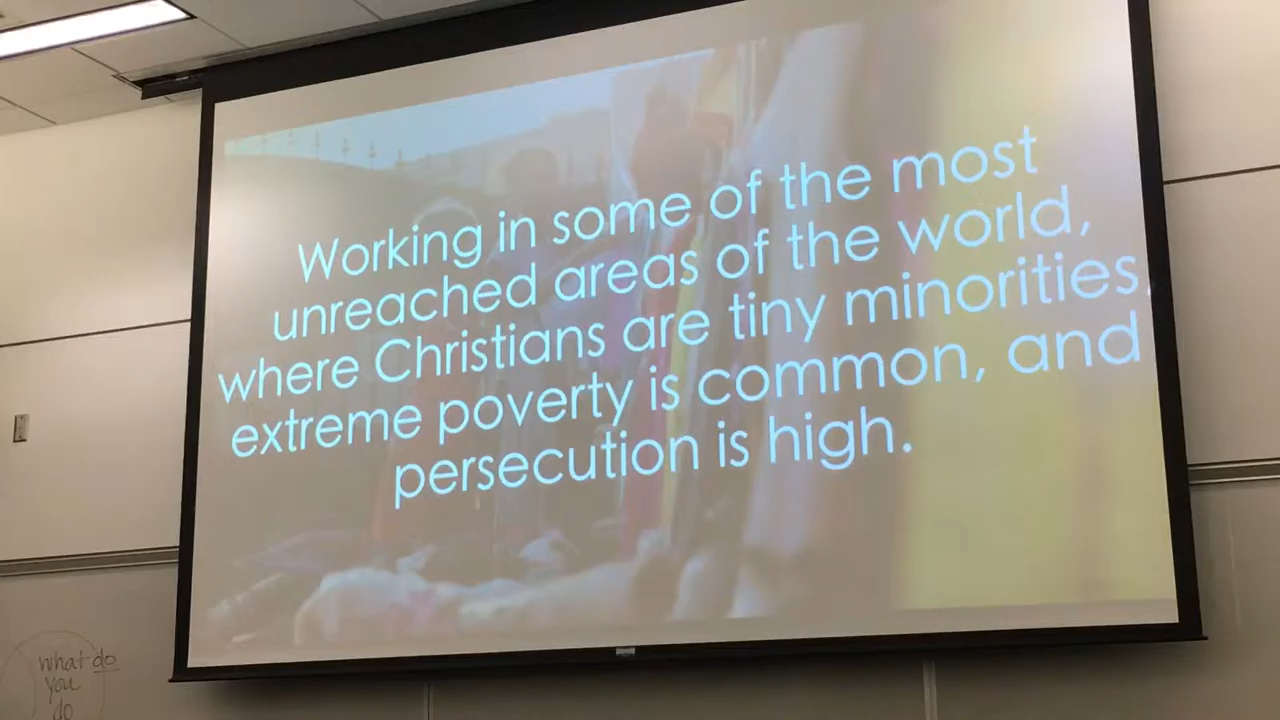 Working in some of the most
unreached areas of the world,
where Christians are tiny minorities,
extreme poverty is common, and
persecution is high.
what do
you
do